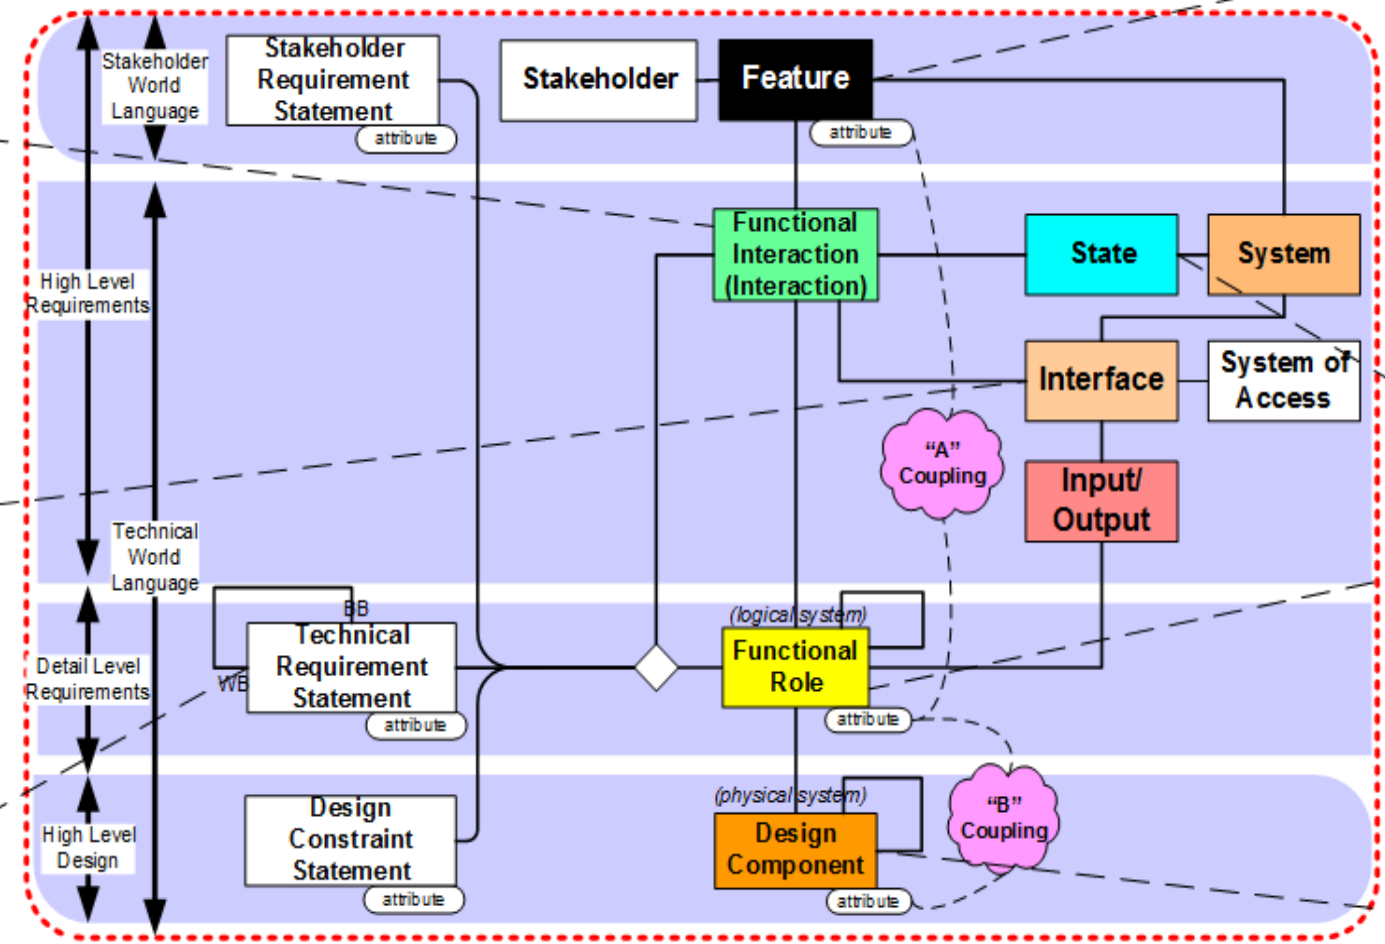 Stakeholder
World
Language
Stakeholder
Requirement
Statement
attribute
Stakeholder
Feature
attribute
High Level
Requirements
Functional
Interaction
(Interaction)
State
System
Interface
System of
Access
"A"
Coupling
Input/
Output
Technical
World
Language
Detail Level
Requirements
BB
WB
Technical
Requirement
Statement
attribute
(logical system)
Functional
Role
attribute
High Level
Design
Design
Constraint
Statement
attribute
(physical system)
Design
Component
attribute
"B"
Coupling